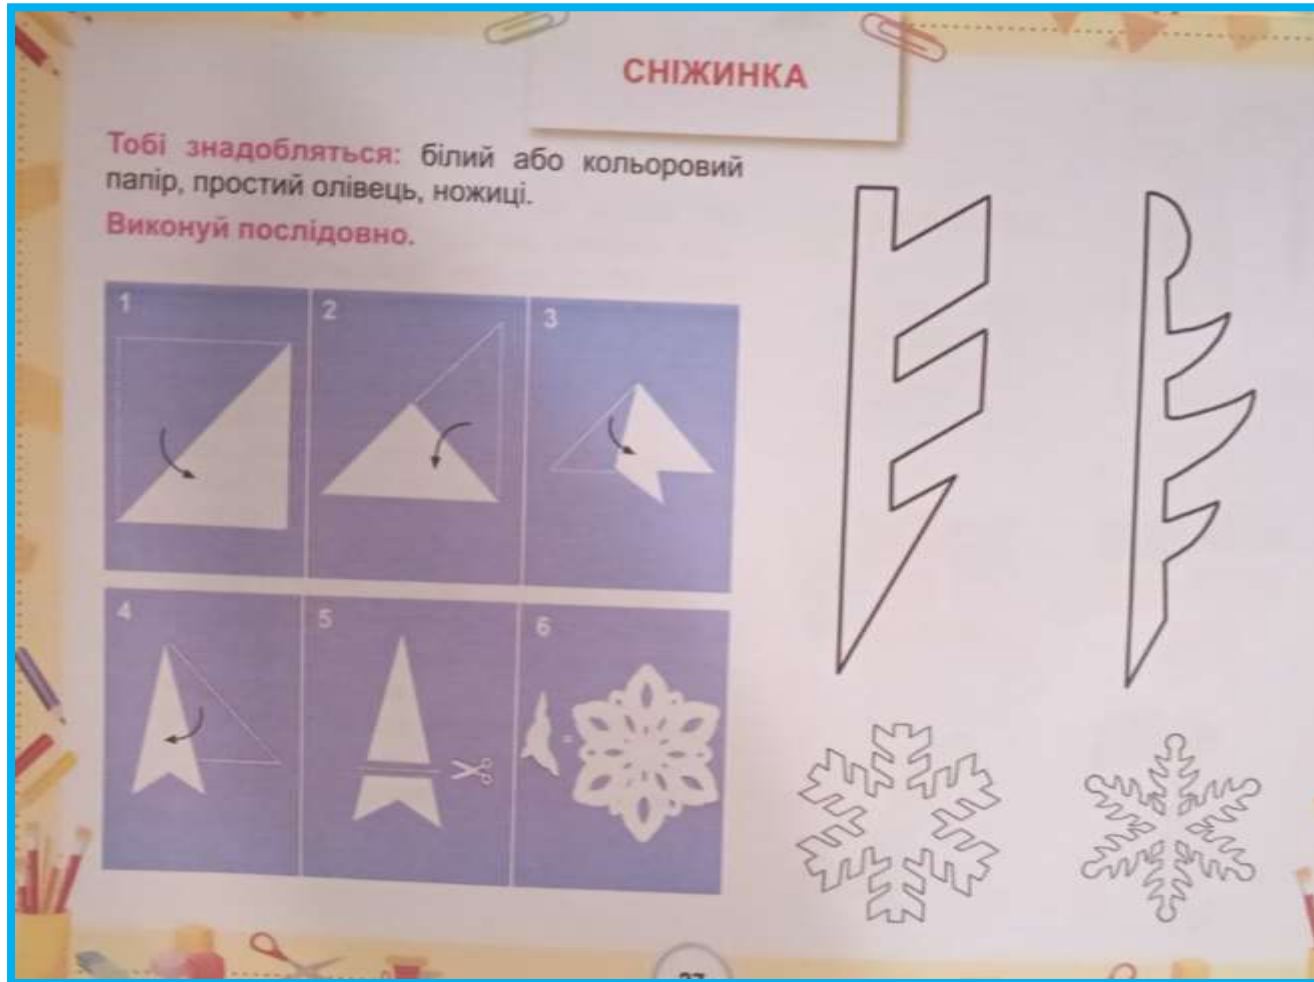 СНІЖИНКА
Тобі знадобляться: білий або кольоровий
папір, простий олівець, ножиці.
Виконуй послідовно.
1
2
3
4
5
6
=